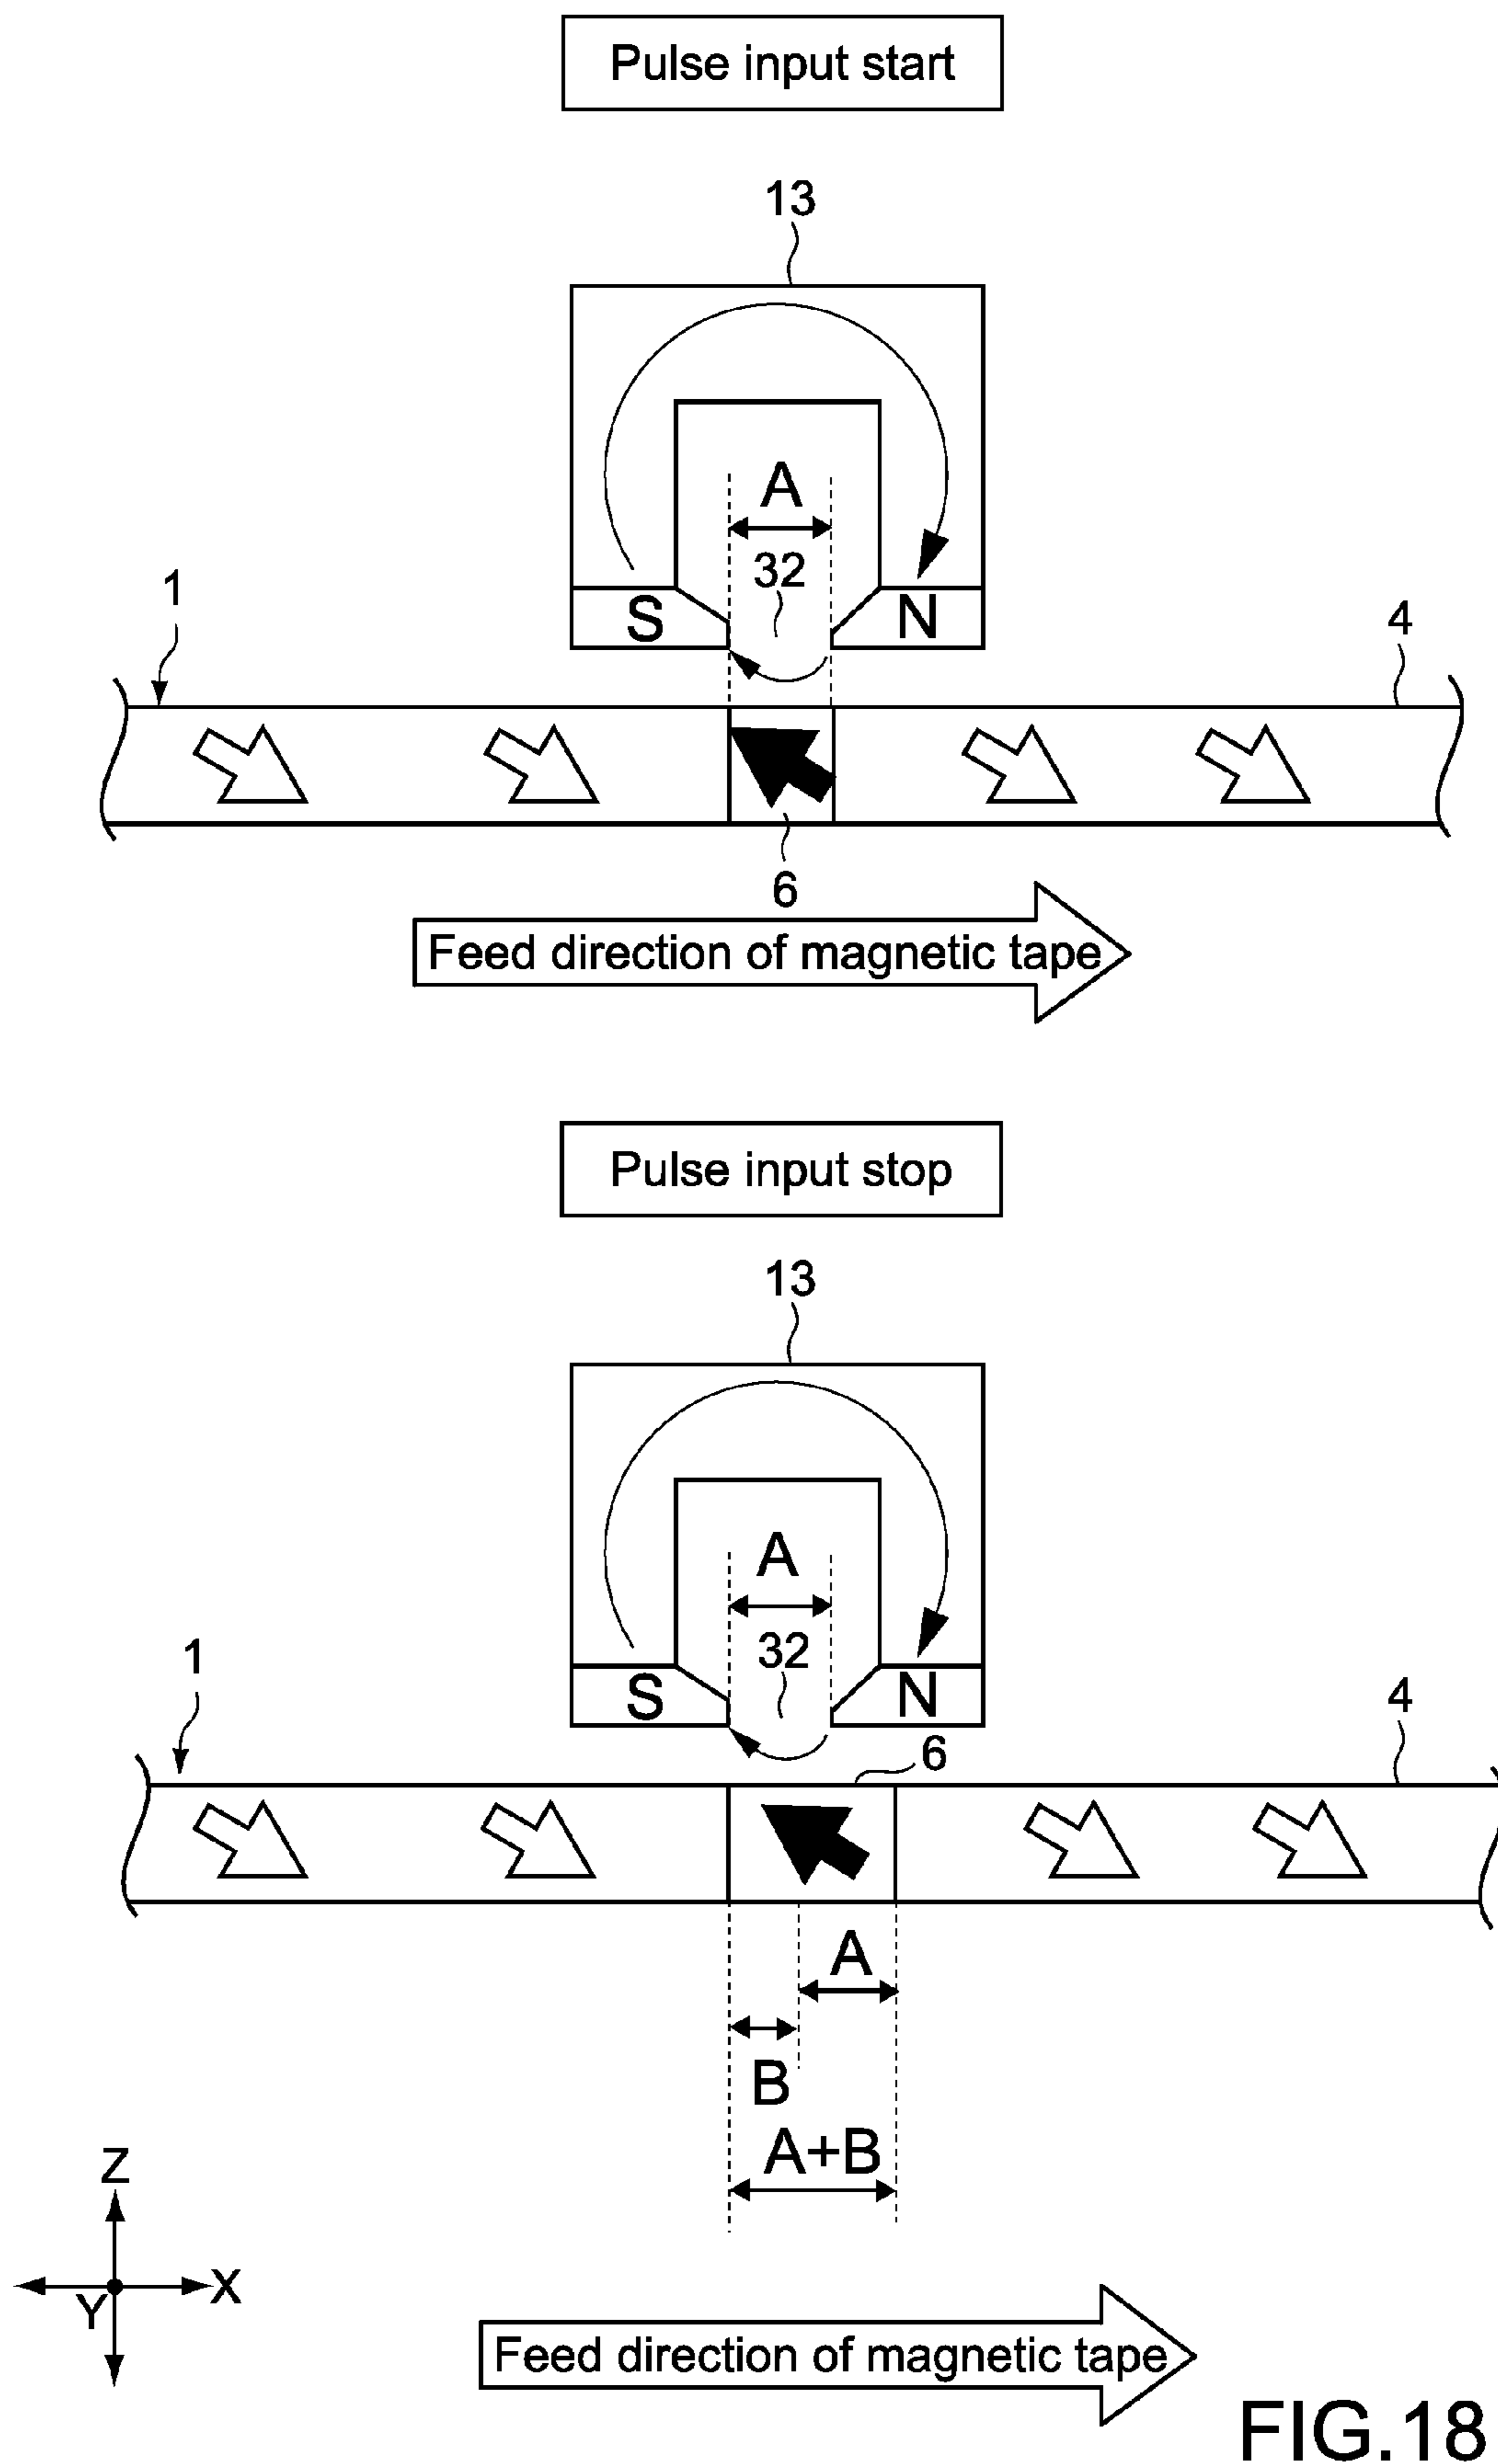 Pulse input start
13
A
32
1
S
N
4
6
Feed direction of magnetic tape
Pulse input stop
13
A
32
1
S
N
4
6
A
B
A+B
Z
Y
X
Feed direction of magnetic tape
FIG.18